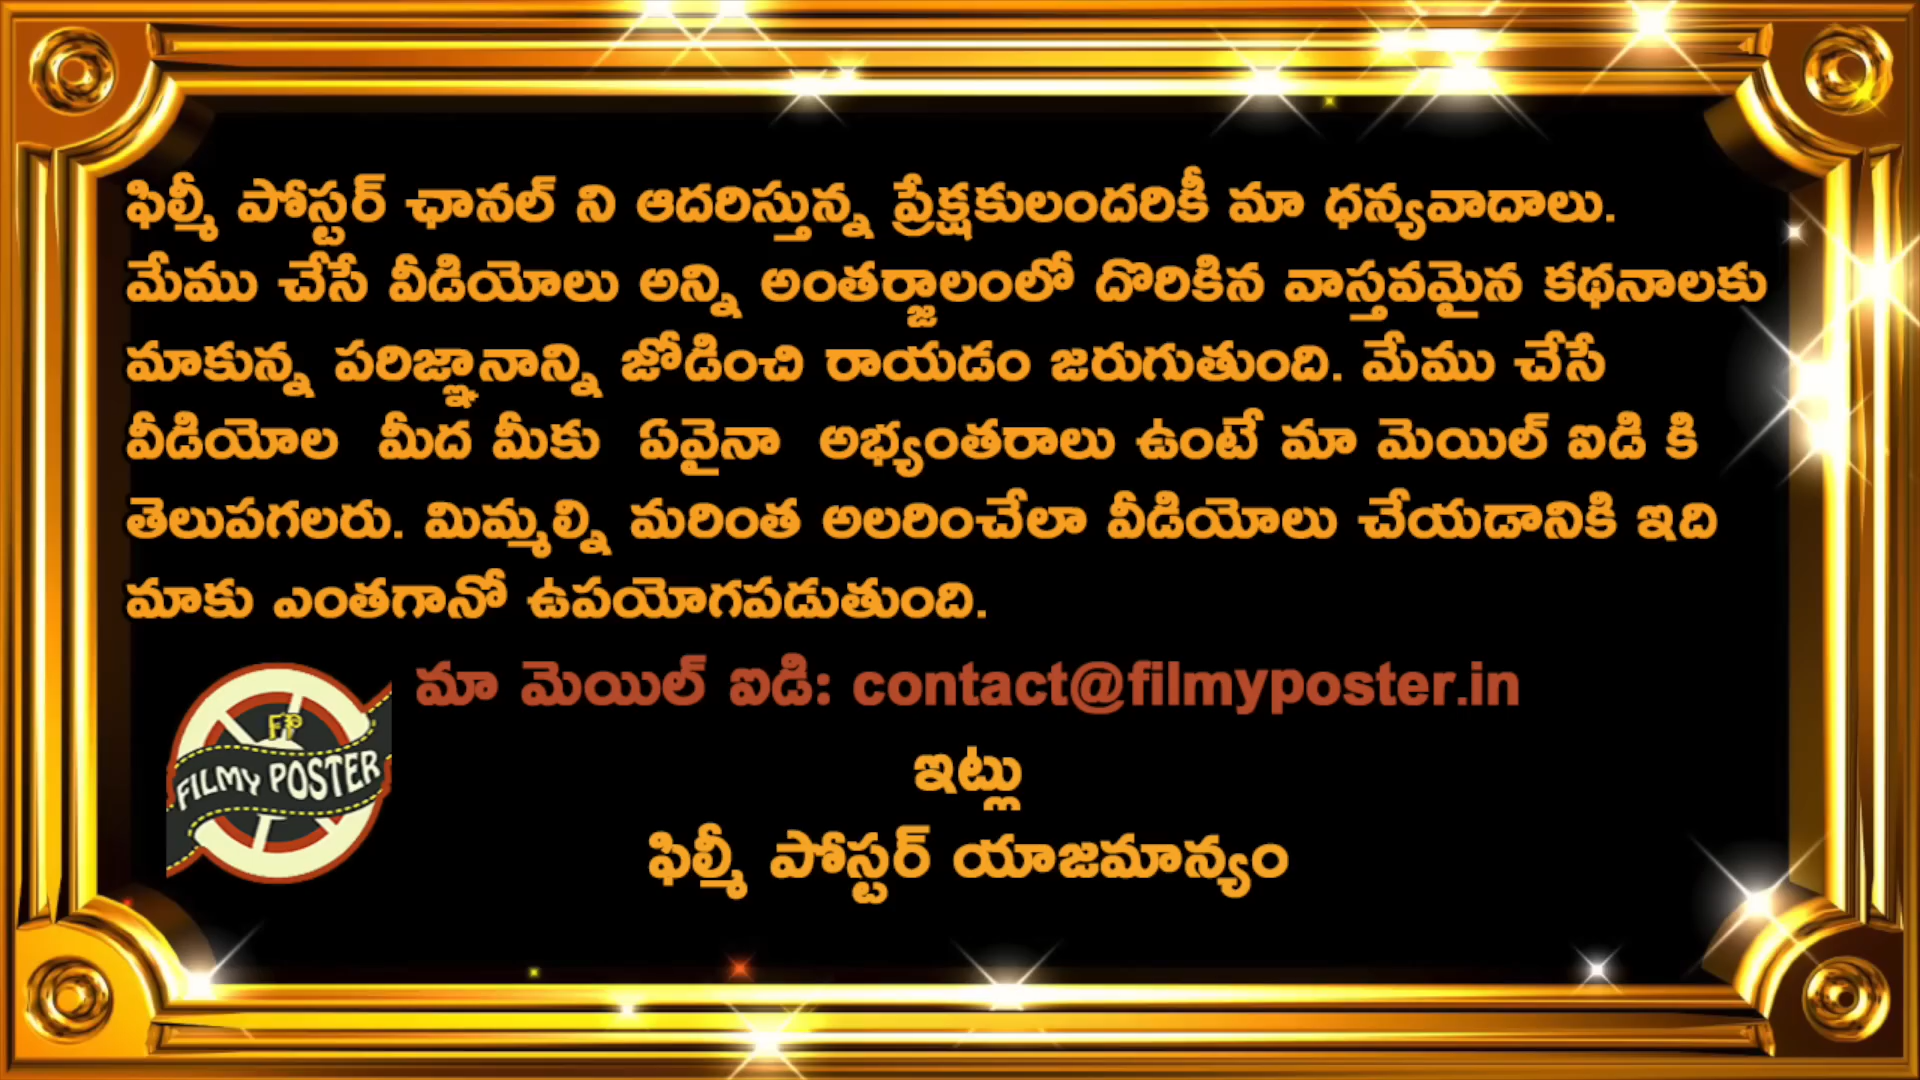 ఫిల్మీ పోస్టర్ ఛానల్ ని ఆదరిస్తున్న ప్రేక్షకులందరికీ మా ధన్యవాదాలు.
మేము చేసే వీడియోలు అన్ని అంతర్జాలంలో దొరికిన వాస్తవమైన కథనాలకు
మాకున్న పరిజ్ఞానాన్ని జోడించి రాయడం జరుగుతుంది. మేము చేసే
వీడియోల మీద మీకు ఏవైనా అభ్యంతరాలు ఉంటే మా మెయిల్ ఐడి కి
తెలుపగలరు. మిమ్మల్ని మరింత అలరించేలా వీడియోలు చేయడానికి ఇది
మాకు ఎంతగానో ఉపయోగపడుతుంది.
మా మెయిల్ ఐడి: contact@filmyposter.in
FP
FILMY POSTER
ఇట్లు
ఫిల్మీ పోస్టర్ యాజమాన్యం